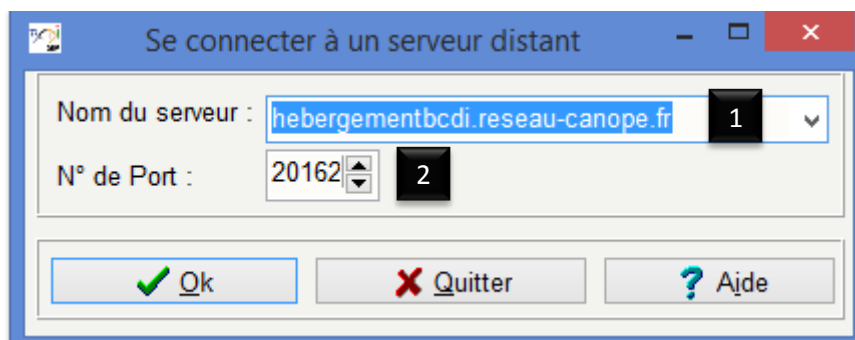 Se connecter à un serveur distant
Nom du serveur : hebergementbcdi.reseau-canope.fr 1
N° de Port : 20162 2
Ok Quitter Aide